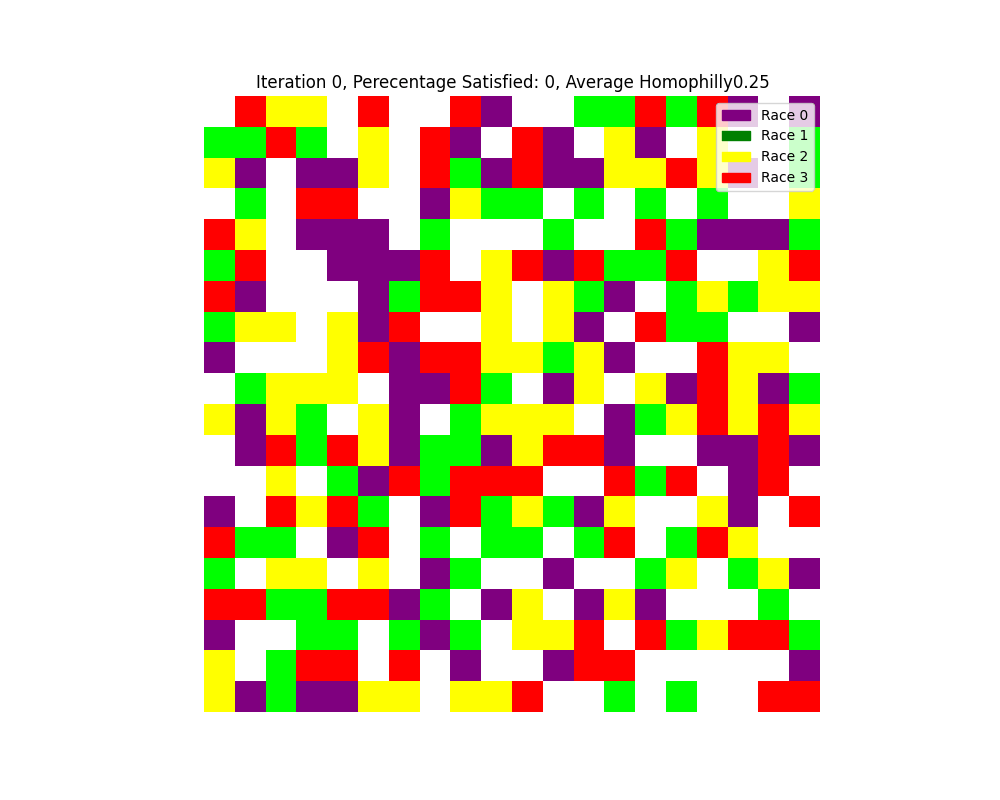 Iteration 0, Perecentage Satisfied: 0, Average Homophilly0.25
Race 0
Race 1
Race 2
Race 3